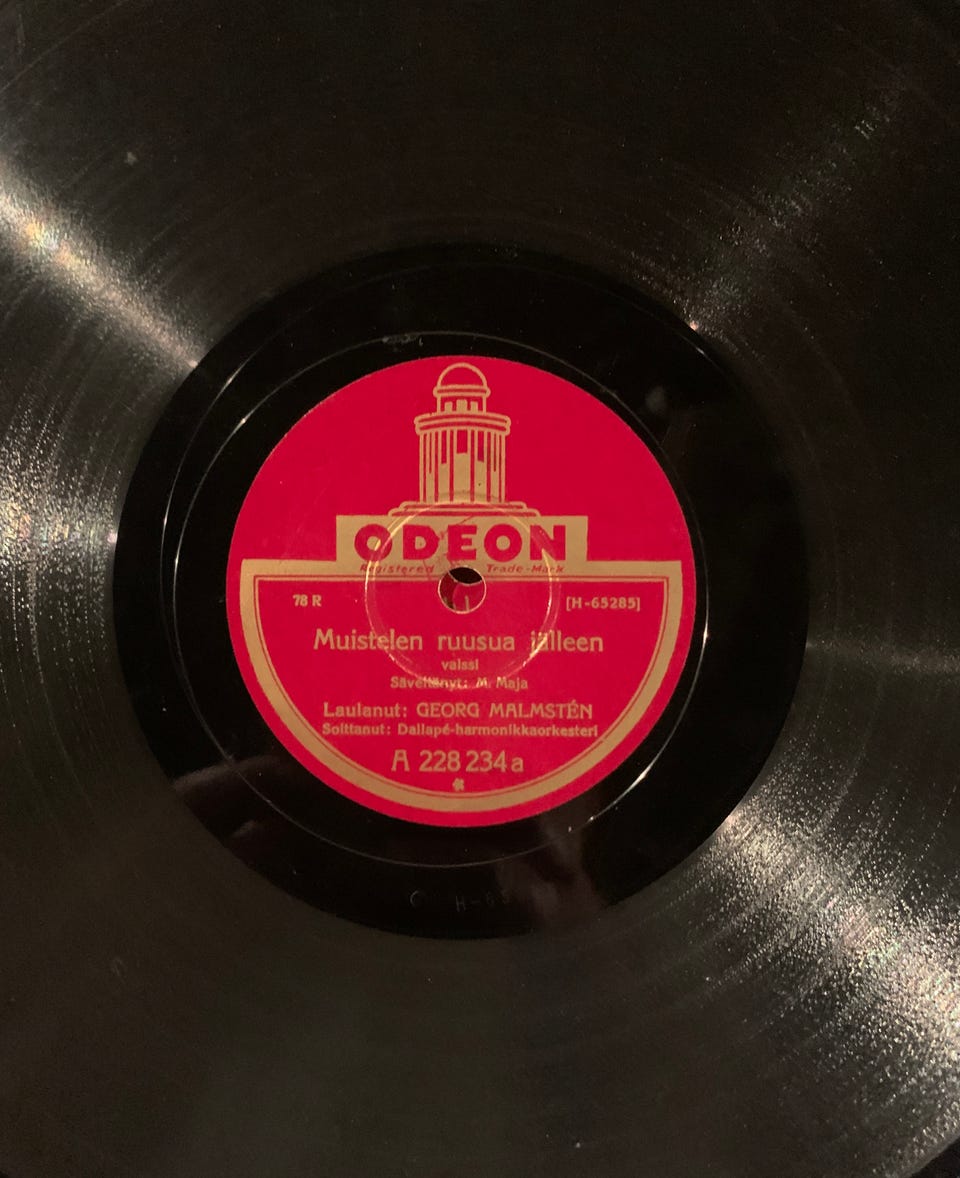 ODEON
Registered Trade-Mark
78 R [H-65285]
Muistelen ruusua jälleen
valssi
Säveltänyt: M. Maja
Laulanut: GEORG MALMSTÉN
Soittanut: Dallapé-harmonikkaorkesteri
A 228 234 a
H-65